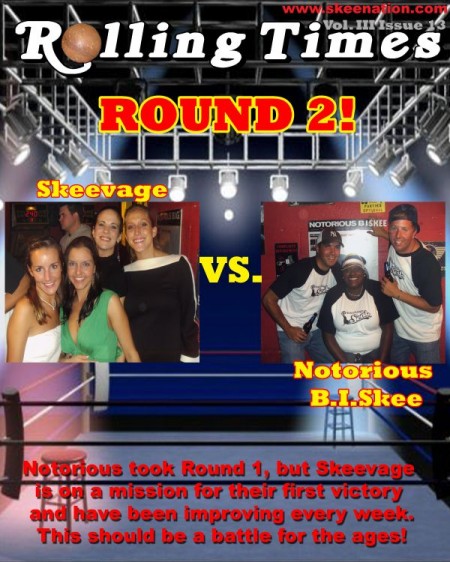 www.skeenation.com
Vol. III Issue 13
Rolling Times
ROUND 2!
Skeevage
VS.
NOTORIOUS B.I.SKEE
Notorious
B.I.Skee
Notorious took Round 1, but Skeevage
is on a mission for their first victory
and have been improving every week.
This should be a battle for the ages!